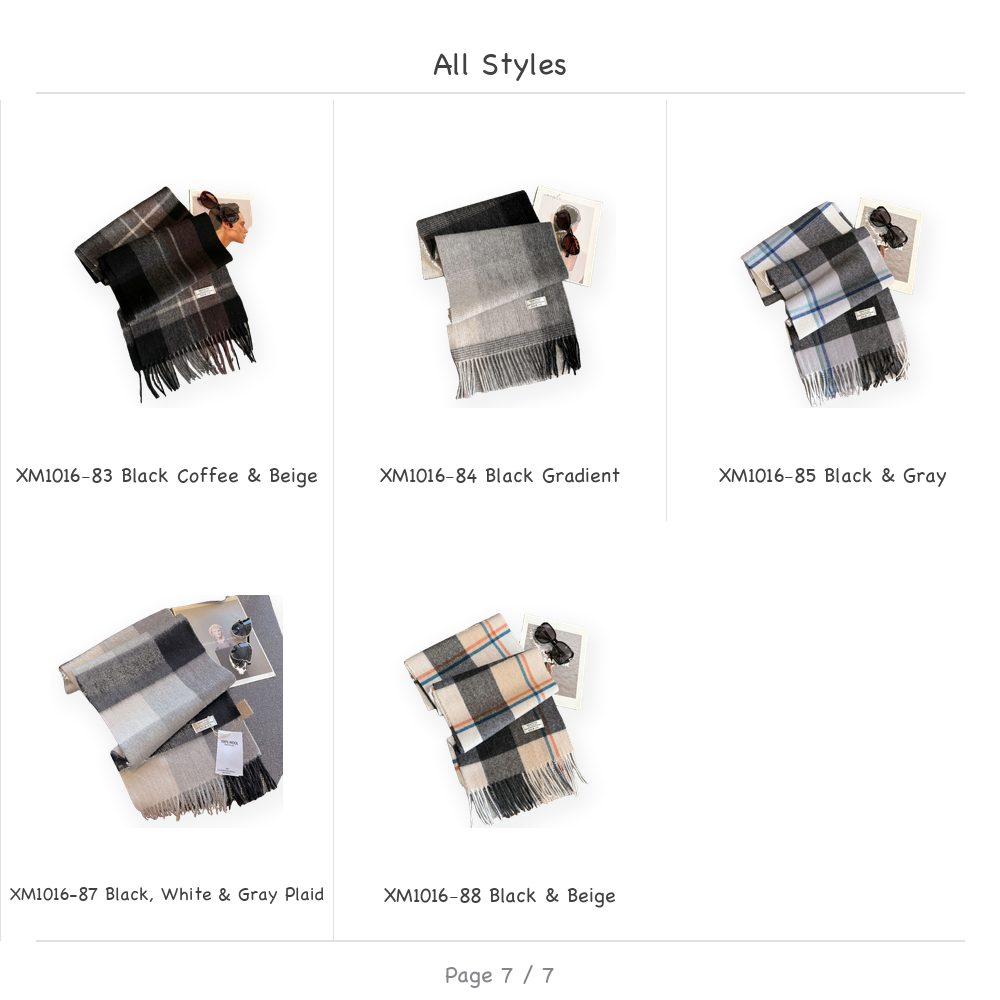 All Styles
XM1016-83 Black Coffee & Beige
XM1016-84 Black Gradient
XM1016-85 Black & Gray
XM1016-87 Black, White & Gray Plaid
XM1016-88 Black & Beige
Page 7 / 7